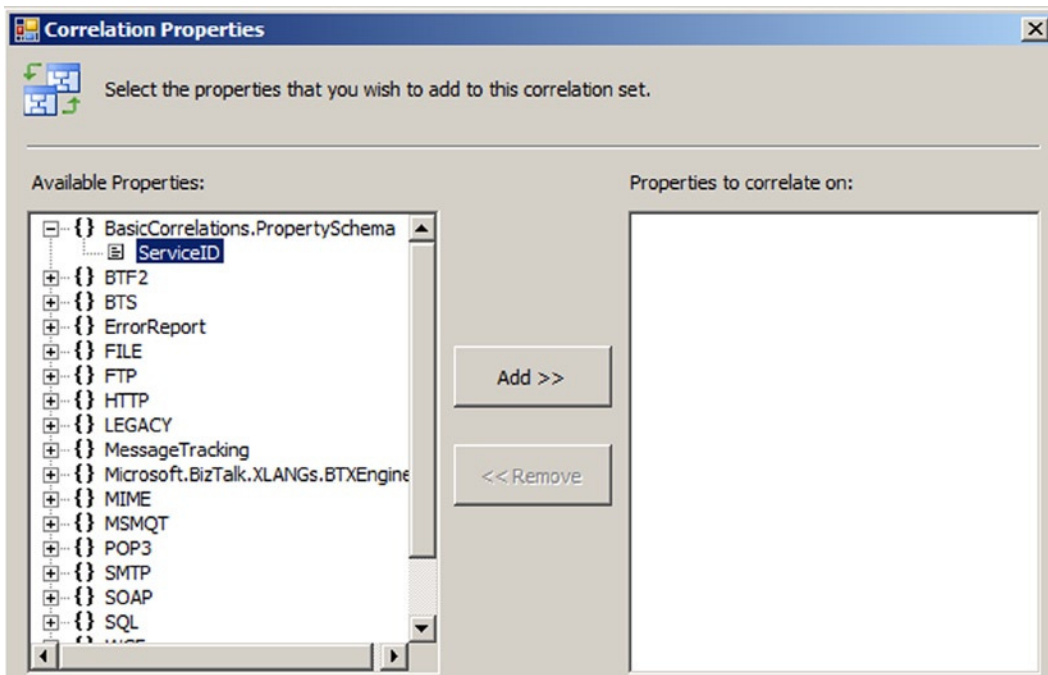 Correlation Properties
Select the properties that you wish to add to this correlation set.
Available Properties:
{} BasicCorrelations.PropertySchema
ServiceID
{} BTF2
{} BTS
{} ErrorReport
{} FILE
{} FTP
{} HTTP
{} LEGACY
{} MessageTracking
{} Microsoft.BizTalk.XLANGs.BTXEngine
{} MIME
{} MSMQT
{} POP3
{} SMTP
{} SOAP
{} SQL
Add >>
<< Remove
Properties to correlate on: